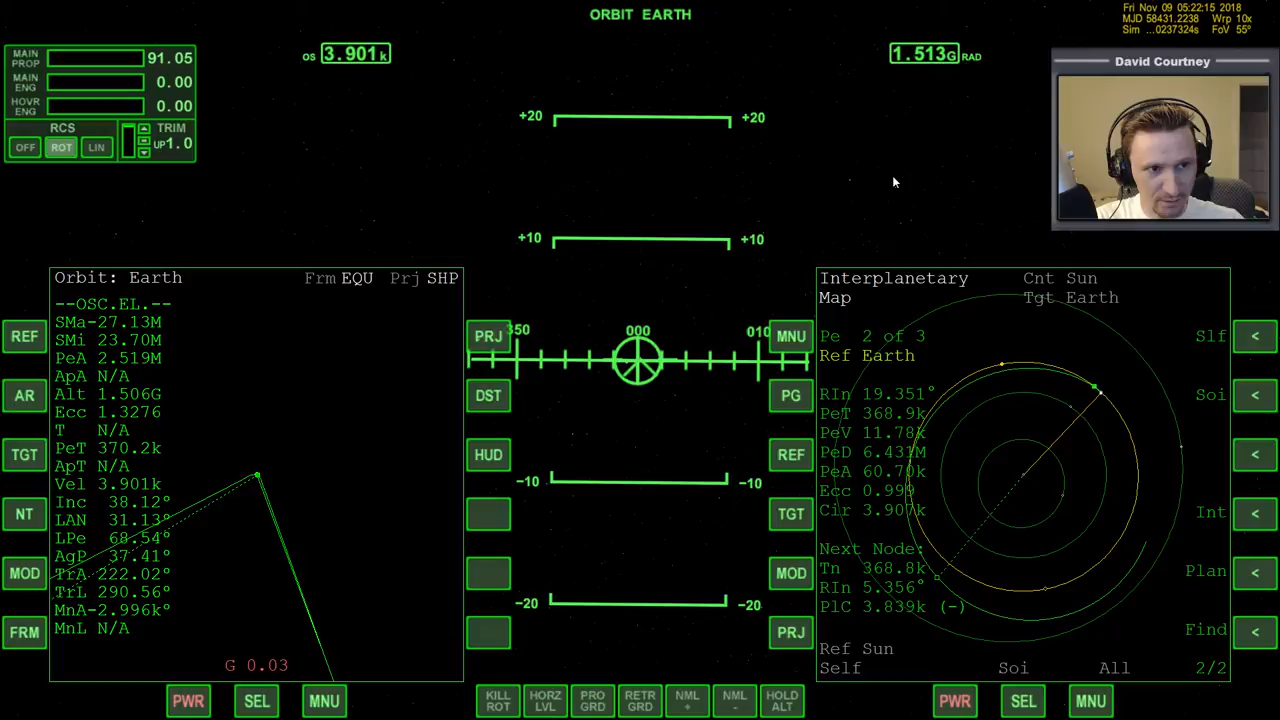 ORBIT EARTH
Fri Nov 09 05:22:15 2018
MJD 58431.2238 Wrp 10x
Sim ...0237324s FoV 55°
MAIN PROP 91.05
MAIN ENG 0.00
HOVR ENG 0.00
RCS
TRIM
OFF ROT LIN
UP 1.0
OS 3.901k
1.513G RAD
David Courtney
+20 +20
+10 +10
350 000 010
-10 -10
-20 -20
Orbit: Earth Frm EQU Prj SHP
--OSC.EL.--
SMa-27.13M
SMi 23.70M
PeA 2.519M
ApA N/A
Alt 1.506G
Ecc 1.3276
T N/A
PeT 370.2k
ApT N/A
Vel 3.901k
Inc 38.12°
LAN 31.13°
LPe 68.54°
AgP 37.41°
TrA 222.02°
TrL 290.56°
MnA-2.996k°
MnL N/A
G 0.03
REF
AR
TGT
NT
MOD
FRM
PRJ
DST
HUD
PWR SEL MNU
KILL ROT
HORZ LVL
PRO GRD
RETR GRD
NML +
NML -
HOLD ALT
MNU
PG
REF
TGT
MOD
PRJ
Interplanetary Cnt Sun
Map Tgt Earth
Pe 2 of 3 Slf
Ref Earth
RIn 19.351° Soi
PeT 368.9k
PeV 11.78k
PeD 6.431M
PeA 60.70k
Ecc 0.999
Cir 3.907k Int
Next Node:
Tn 368.8k Plan
RIn 5.356°
PlC 3.839k (-)
Find
Ref Sun
Self Soi All 2/2
<
<
<
<
<
<
PWR SEL MNU